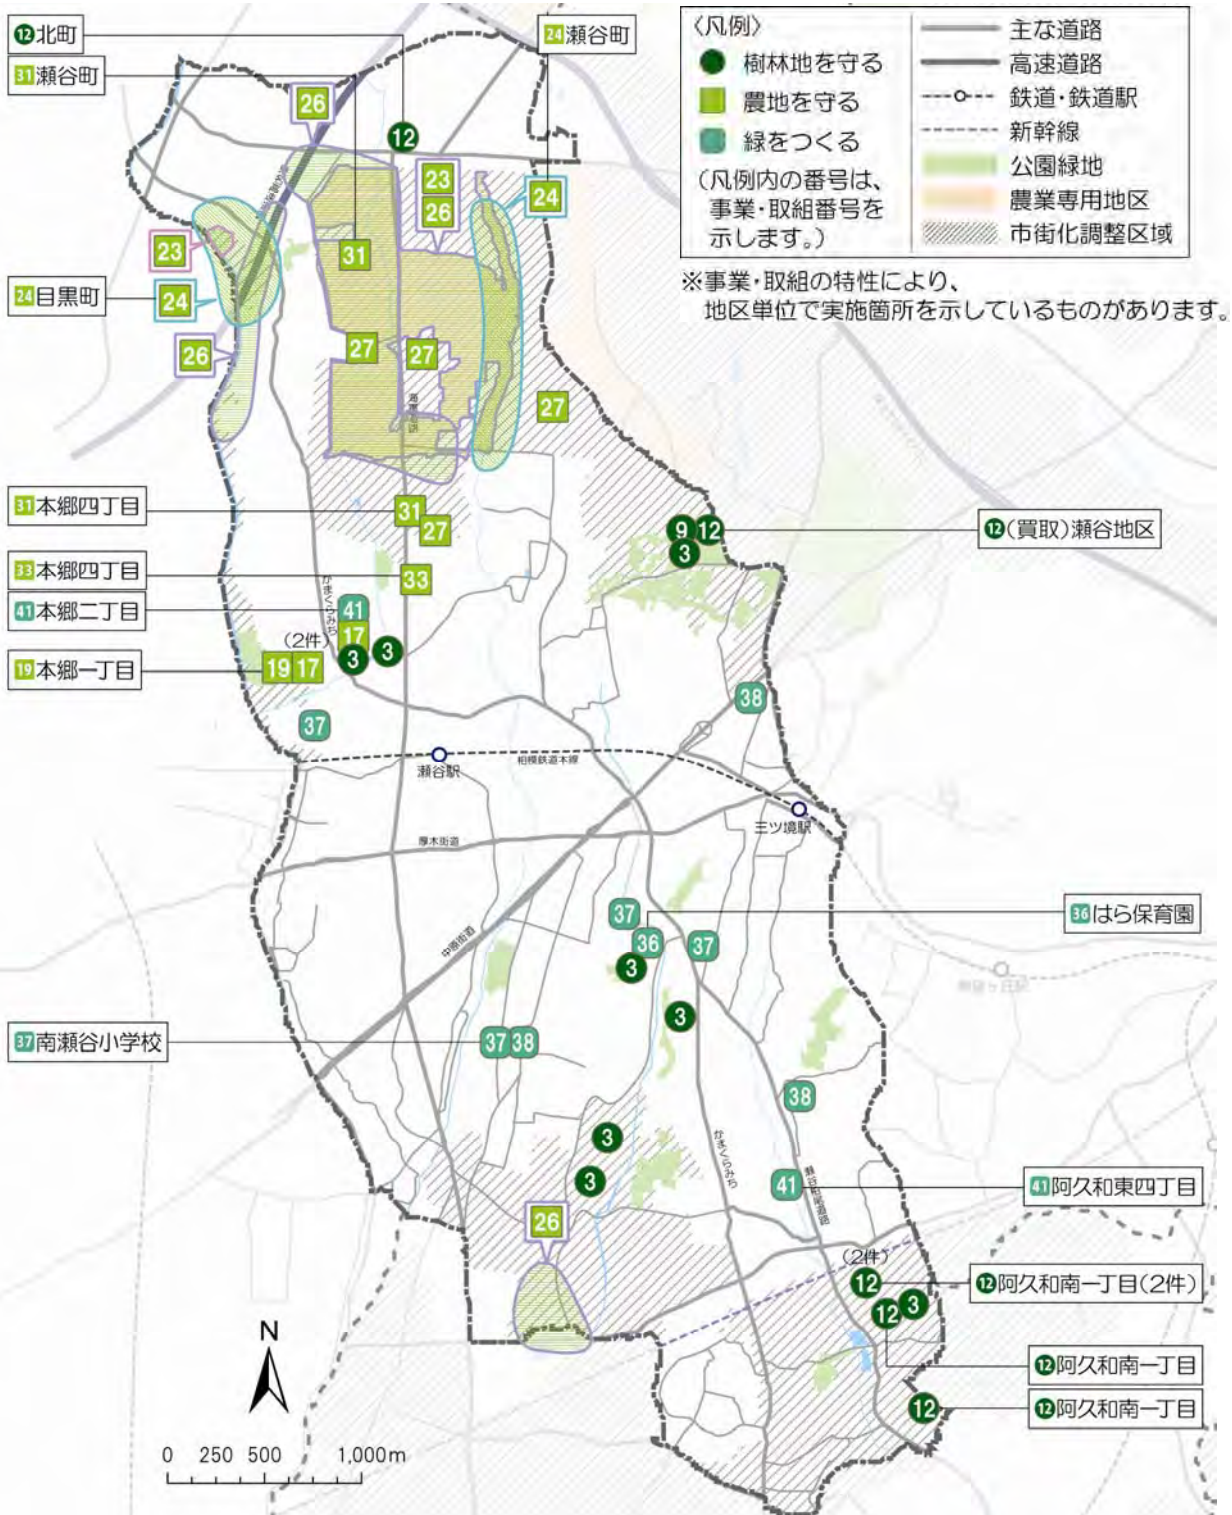 ⑫北町
24瀬谷町
31瀬谷町
〈凡例〉
樹林地を守る
農地を守る
緑をつくる
(凡例内の番号は、
事業・取組番号を
示します。)
主な道路
高速道路
鉄道・鉄道駅
新幹線
公園緑地
農業専用地区
市街化調整区域
※事業・取組の特性により、
地区単位で実施箇所を示しているものがあります。
26
12
23
26
24
31
23
24目黒町
24
26
27
27
27
31本郷四丁目
31
27
9
12
3
⑫(買取)瀬谷地区
33本郷四丁目
33
かまくらみち
41本郷二丁目
41
(2件)
17
3
3
19本郷一丁目
19
17
38
37
瀬谷駅
相模鉄道本線
三ツ境駅
厚木街道
中原街道
37
36
37
3
36はら保育園
3
37南瀬谷小学校
37
38
38
3
3
かまくらみち
41
41阿久和東四丁目
26
(2件)
12
⑫阿久和南一丁目(2件)
12
3
⑫阿久和南一丁目
12
⑫阿久和南一丁目
N
0 250 500 1,000m